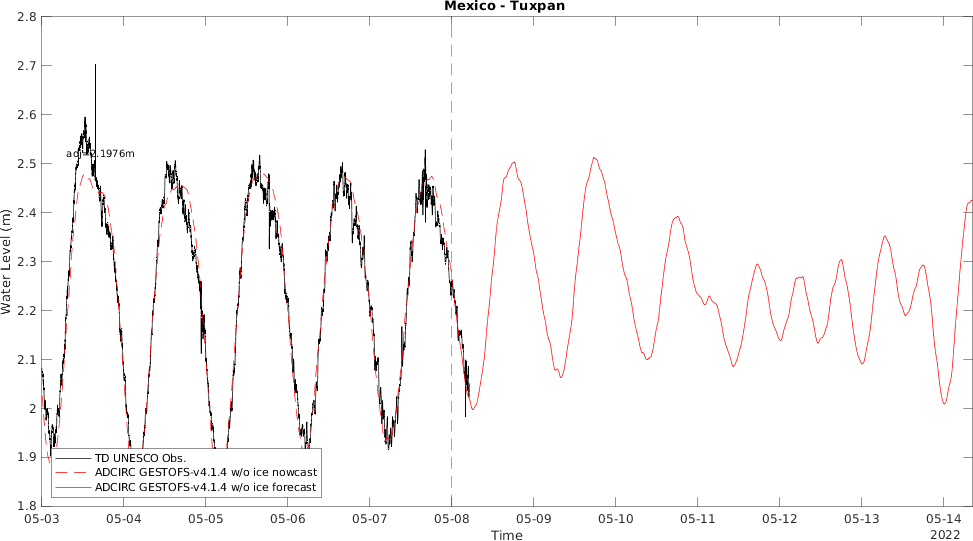 Mexico - Tuxpan
2.8
2.7
2.6
2.5
2.4
2.3
2.2
2.1
2
1.9
1.8
Water Level (m)
adj=2.1976m
TD UNESCO Obs.
ADCIRC GESTOFS-v4.1.4 w/o ice nowcast
ADCIRC GESTOFS-v4.1.4 w/o ice forecast
05-03 05-04 05-05 05-06 05-07 05-08 05-09 05-10 05-11 05-12 05-13 05-14
Time
2022